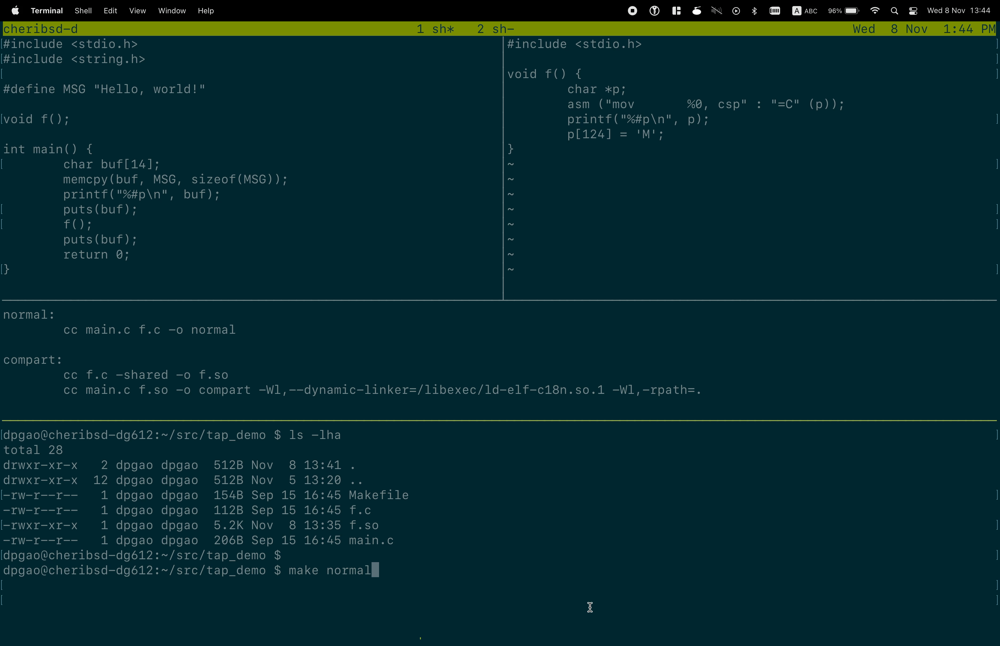 Terminal Shell Edit View Window Help A ABC 96% Wed 8 Nov 13:44
cheribsd-d 1 sh* 2 sh- Wed 8 Nov 1:44 PM
#include <stdio.h>
#include <string.h>

#define MSG "Hello, world!"

void f();

int main() {
        char buf[14];
        memcpy(buf, MSG, sizeof(MSG));
        printf("%#p\n", buf);
        puts(buf);
        f();
        puts(buf);
        return 0;
}
#include <stdio.h>

void f() {
        char *p;
        asm ("mov       %0, csp" : "=C" (p));
        printf("%#p\n", p);
        p[124] = 'M';
}
~
~
~
~
~
~
~
~
normal:
        cc main.c f.c -o normal

compart:
        cc f.c -shared -o f.so
        cc main.c f.so -o compart -Wl,--dynamic-linker=/libexec/ld-elf-c18n.so.1 -Wl,-rpath=.
dpgao@cheribsd-dg612:~/src/tap_demo $ ls -lha
total 28
drwxr-xr-x   2 dpgao dpgao  512B Nov  8 13:41 .
drwxr-xr-x  12 dpgao dpgao  512B Nov  5 13:20 ..
-rw-r--r--   1 dpgao dpgao  154B Sep 15 16:45 Makefile
-rw-r--r--   1 dpgao dpgao  112B Sep 15 16:45 f.c
-rwxr-xr-x   1 dpgao dpgao  5.2K Nov  8 13:35 f.so
-rw-r--r--   1 dpgao dpgao  206B Sep 15 16:45 main.c
dpgao@cheribsd-dg612:~/src/tap_demo $
dpgao@cheribsd-dg612:~/src/tap_demo $ make normal